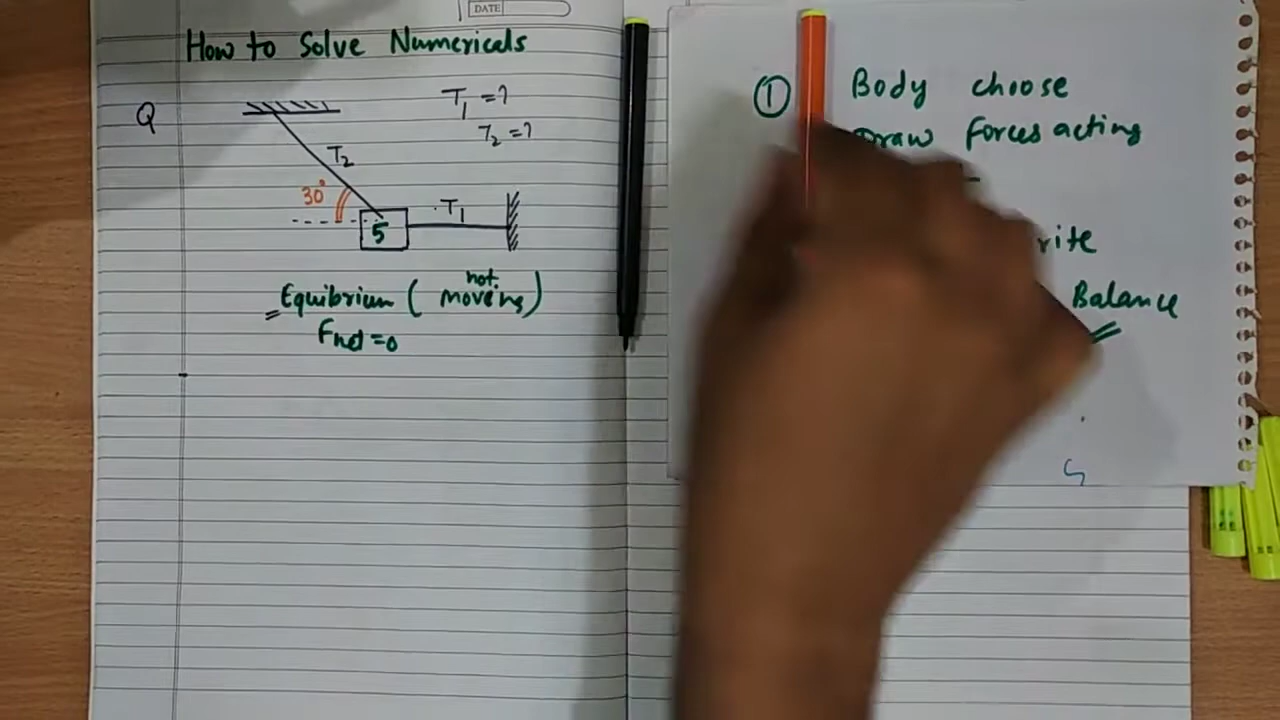 DATE
How to Solve Numericals
Q
T1 =?
T2 =?
T2
30°
T1
5
Equibrium ( not moving )
Fnet =0
① Body choose
Draw Forces acting
Balance